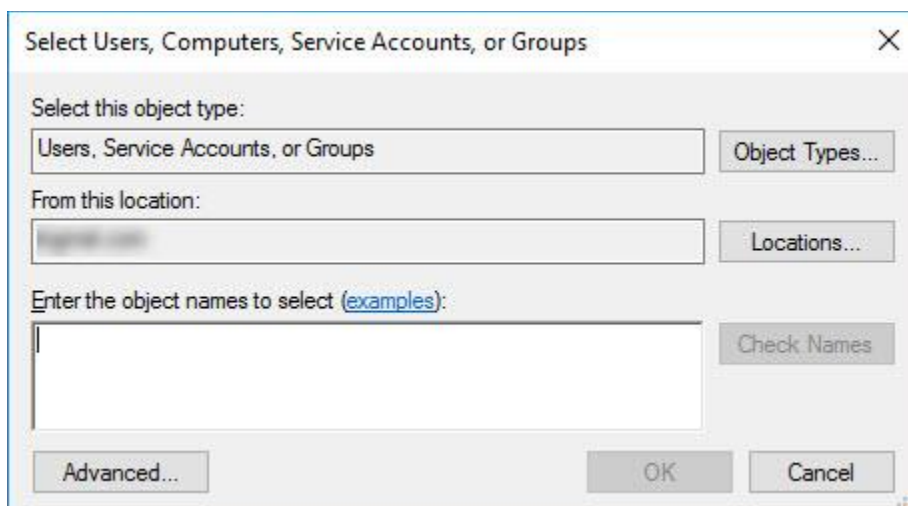 Select Users, Computers, Service Accounts, or Groups
Select this object type:
Users, Service Accounts, or Groups
Object Types...
From this location:
Locations...
Enter the object names to select (examples):
Check Names
Advanced...
OK
Cancel